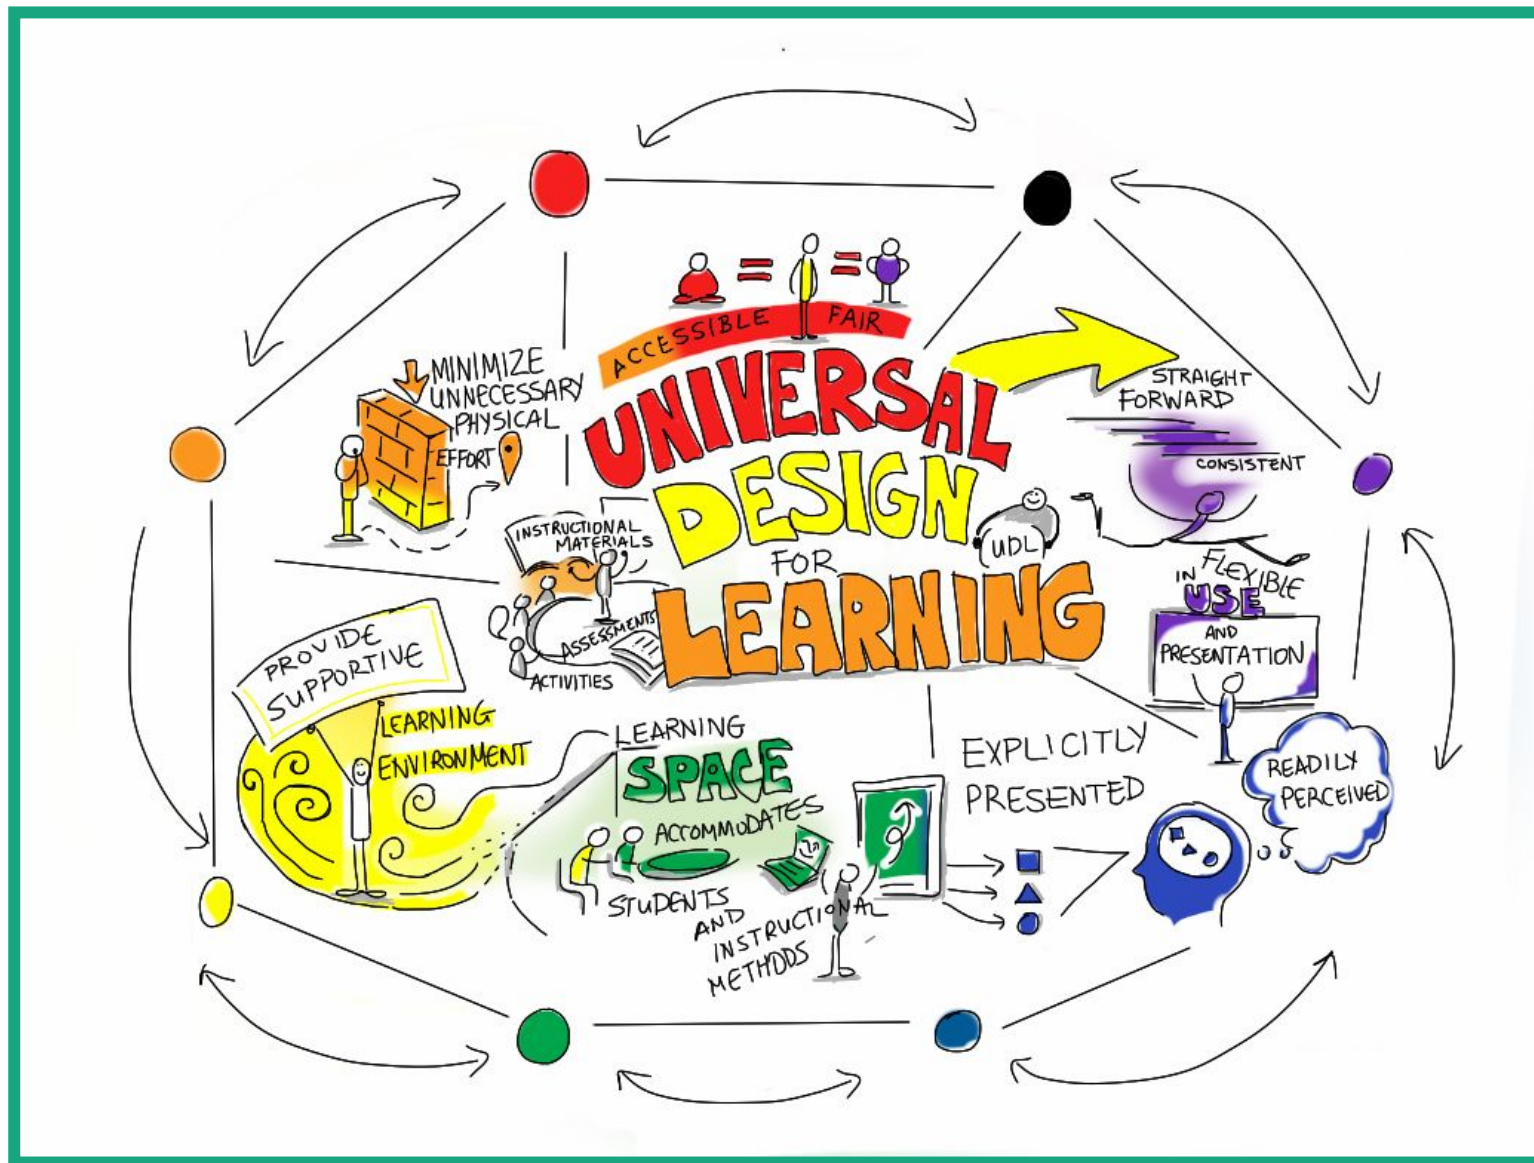 ACCESSIBLE FAIR
UNIVERSAL
DESIGN
FOR
LEARNING
UDL
MINIMIZE
UNNECESSARY
PHYSICAL
EFFORT
INSTRUCTIONAL
MATERIALS
ASSESSMENTS
ACTIVITIES
STRAIGHT
FORWARD
CONSISTENT
FLEXIBLE
IN USE
AND
PRESENTATION
PROVIDE
SUPPORTIVE
LEARNING
ENVIRONMENT
LEARNING
SPACE
ACCOMMODATES
STUDENTS
AND
INSTRUCTIONAL
METHODS
EXPLICITLY
PRESENTED
READILY
PERCEIVED